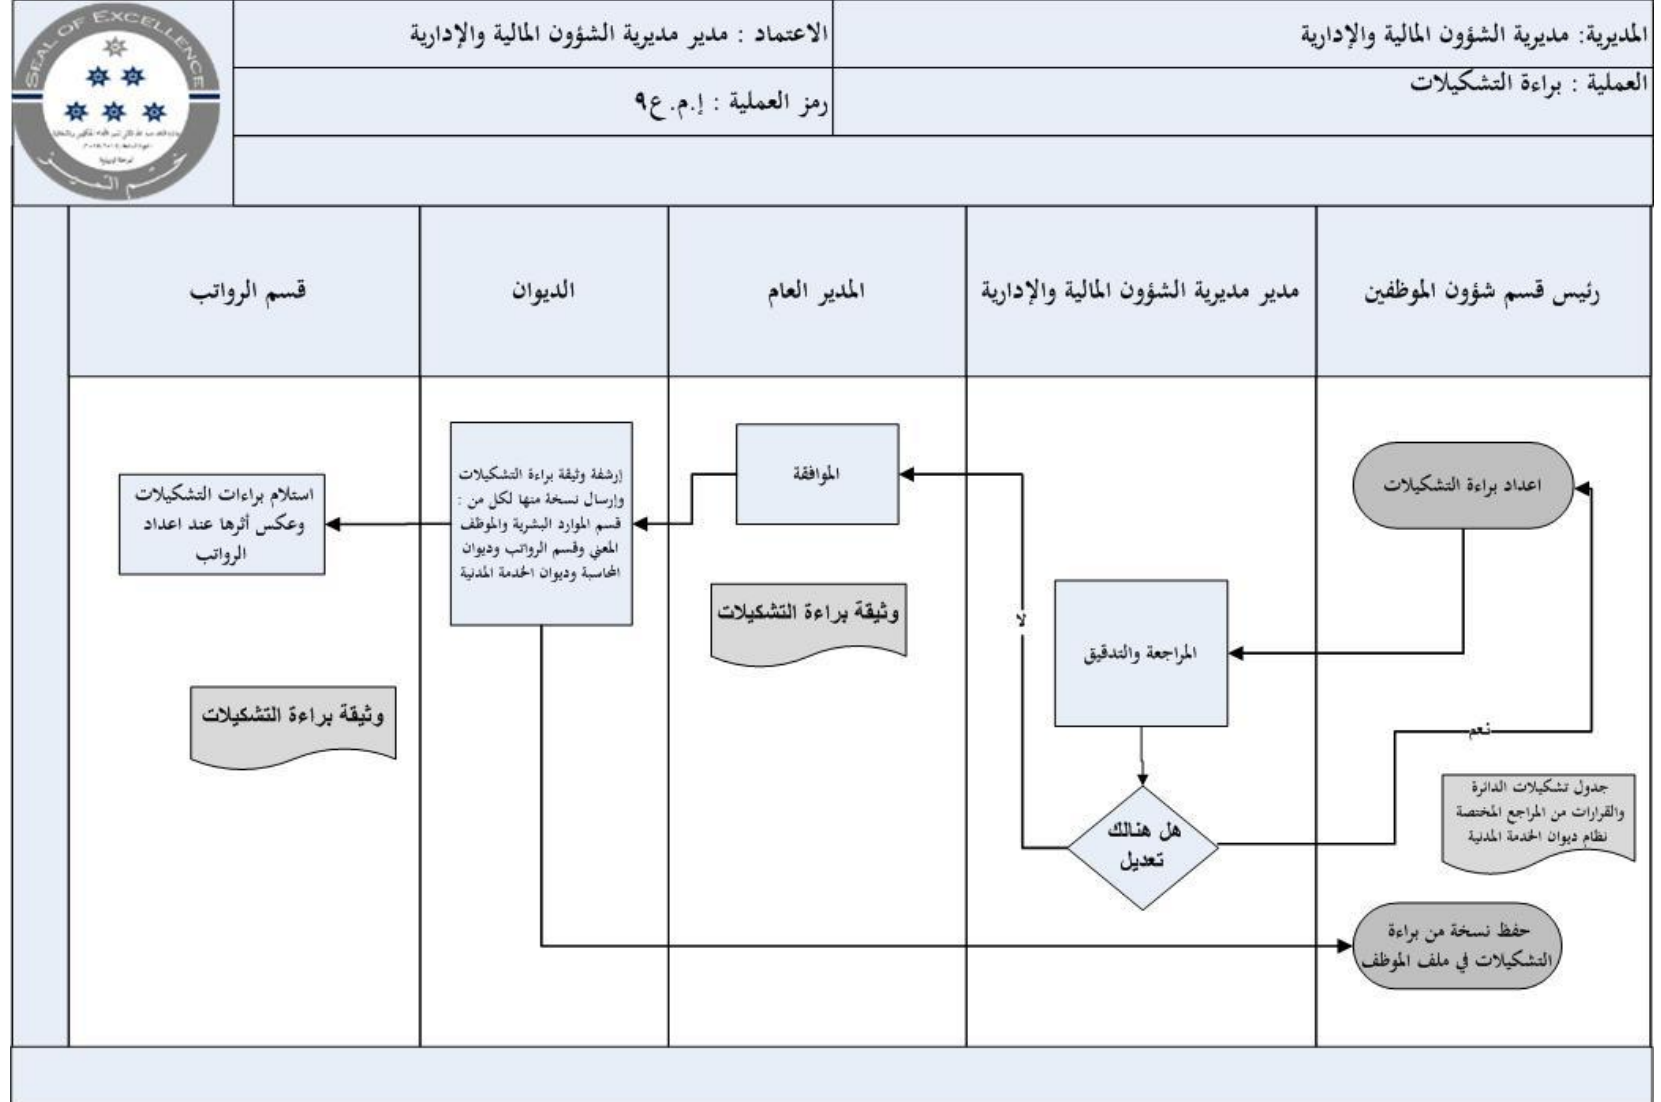 المديرية: مديرية الشؤون المالية والإدارية
الاعتماد : مدير مديرية الشؤون المالية والإدارية
العملية : براءة التشكيلات
رمز العملية : إ.م.ع٩
SEAL OF EXCELLENCE
ختم التميز
رئيس قسم شؤون الموظفين
مدير مديرية الشؤون المالية والإدارية
المدير العام
الديوان
قسم الرواتب
اعداد براءة التشكيلات
المراجعة والتدقيق
هل هنالك
تعديل
نعم
لا
جدول تشكيلات الدائرة
والقرارات من المراجع المختصة
نظام ديوان الخدمة المدنية
الموافقة
وثيقة براءة التشكيلات
إرشفة وثيقة براءة التشكيلات
وإرسال نسخة منها لكل من :
قسم الموارد البشرية والموظف
المعني وقسم الرواتب وديوان
المحاسبة وديوان الخدمة المدنية
استلام براءات التشكيلات
وعكس أثرها عند اعداد
الرواتب
وثيقة براءة التشكيلات
حفظ نسخة من براءة
التشكيلات في ملف الموظف